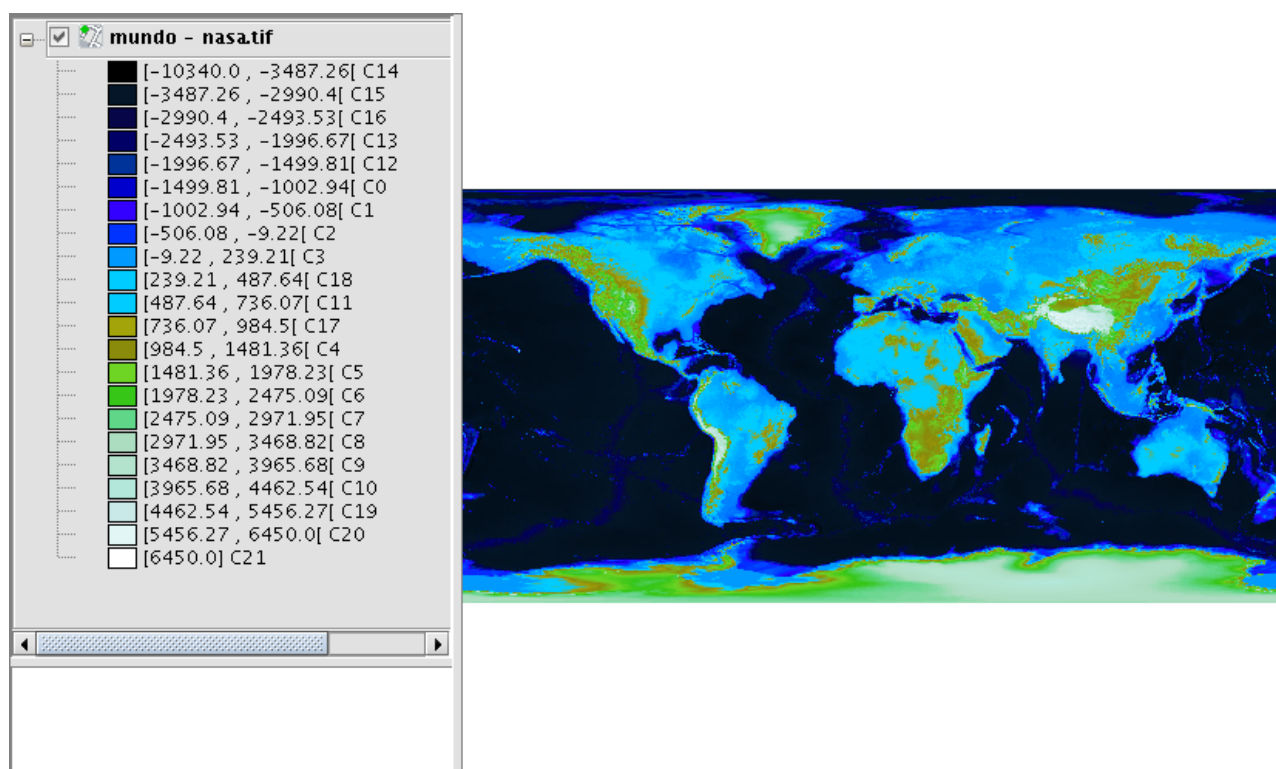 mundo - nasa.tif
[-10340.0 , -3487.26[ C14
[-3487.26 , -2990.4[ C15
[-2990.4 , -2493.53[ C16
[-2493.53 , -1996.67[ C13
[-1996.67 , -1499.81[ C12
[-1499.81 , -1002.94[ C0
[-1002.94 , -506.08[ C1
[-506.08 , -9.22[ C2
[-9.22 , 239.21[ C3
[239.21 , 487.64[ C18
[487.64 , 736.07[ C11
[736.07 , 984.5[ C17
[984.5 , 1481.36[ C4
[1481.36 , 1978.23[ C5
[1978.23 , 2475.09[ C6
[2475.09 , 2971.95[ C7
[2971.95 , 3468.82[ C8
[3468.82 , 3965.68[ C9
[3965.68 , 4462.54[ C10
[4462.54 , 5456.27[ C19
[5456.27 , 6450.0[ C20
[6450.0] C21